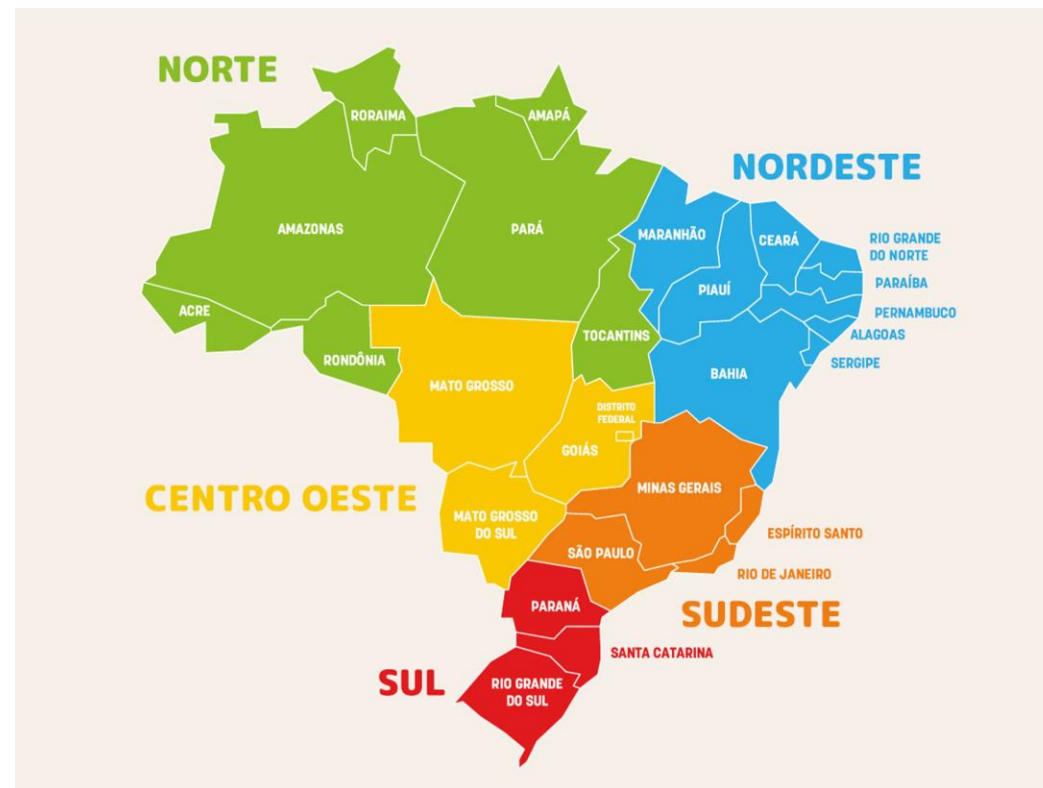 NORTE
RORAIMA
AMAPÁ
NORDESTE
AMAZONAS
PARÁ
MARANHÃO
CEARÁ
RIO GRANDE
DO NORTE
PIAUÍ
PARAÍBA
ACRE
PERNAMBUCO
TOCANTINS
ALAGOAS
RONDÔNIA
SERGIPE
MATO GROSSO
BAHIA
DISTRITO
FEDERAL
GOIÁS
CENTRO OESTE
MINAS GERAIS
MATO GROSSO
DO SUL
ESPÍRITO SANTO
SÃO PAULO
RIO DE JANEIRO
PARANÁ
SUDESTE
SANTA CATARINA
SUL
RIO GRANDE
DO SUL